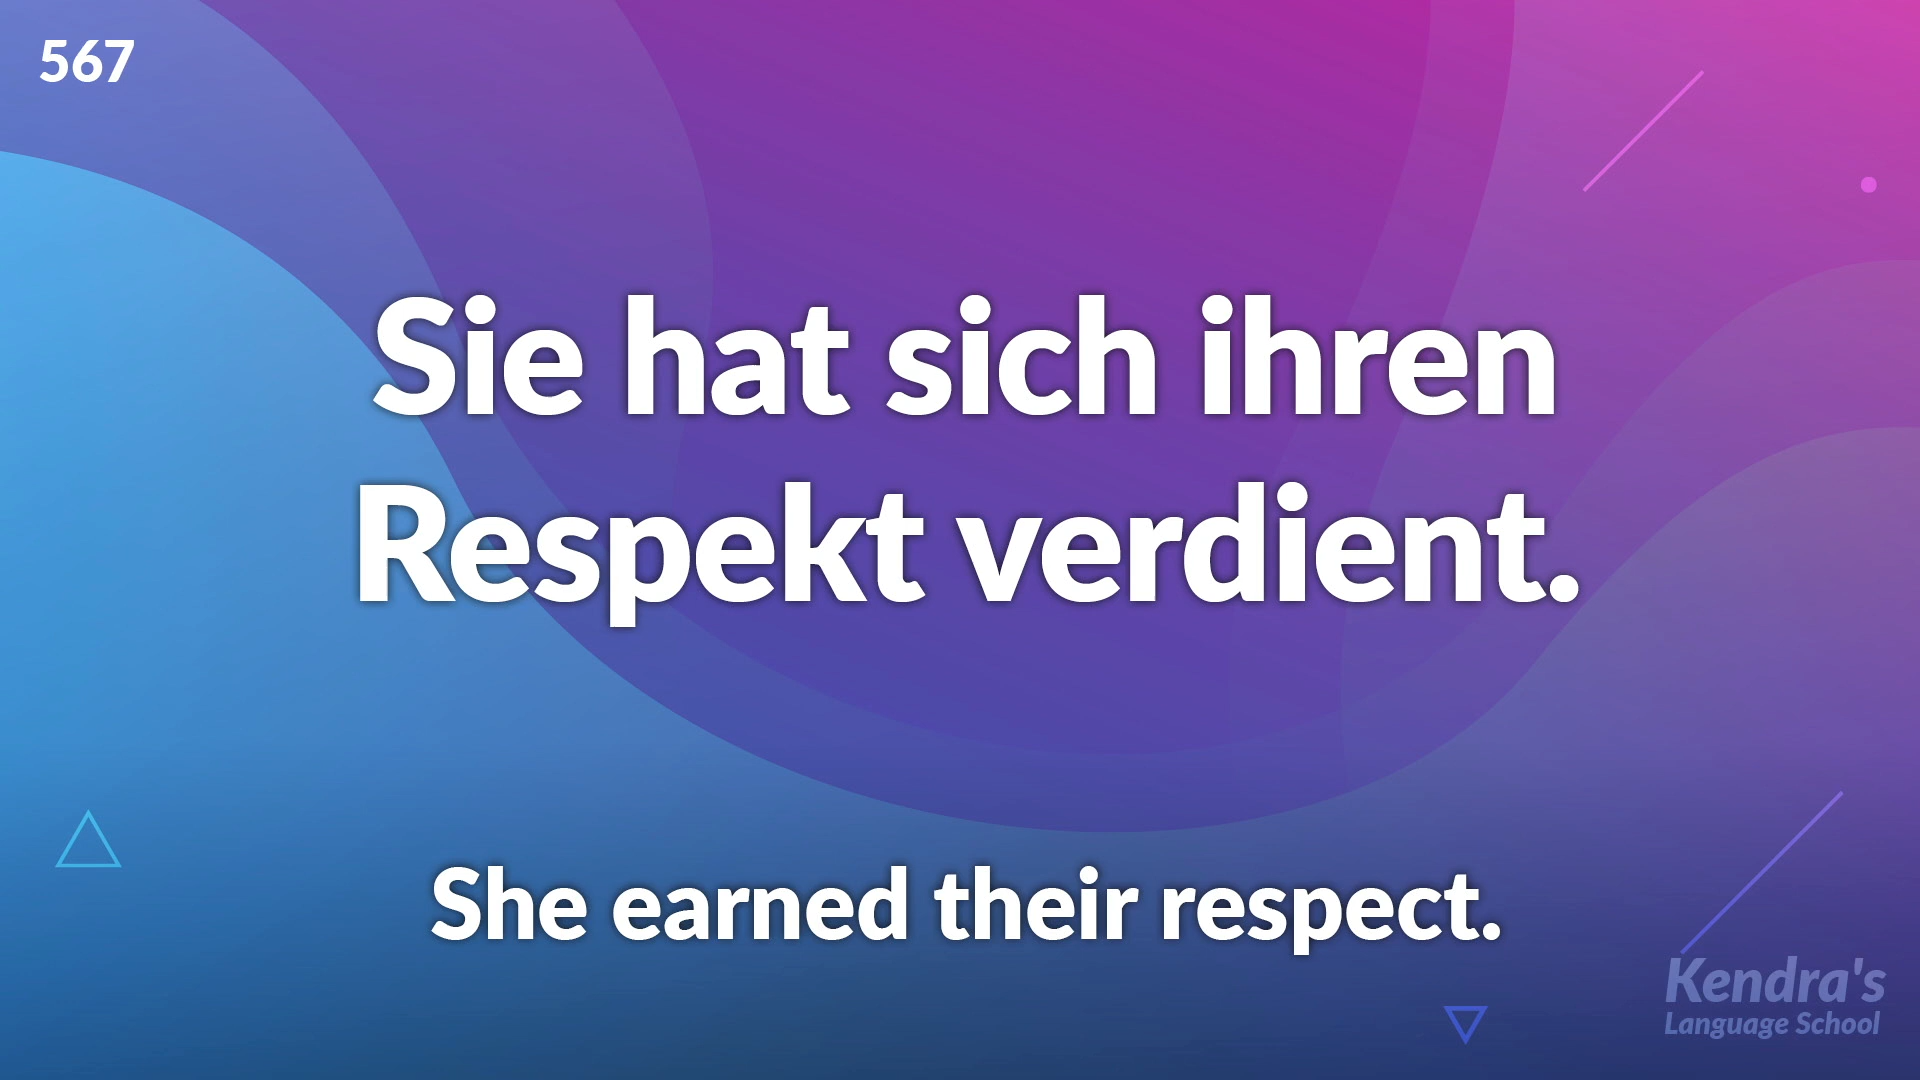 567
Sie hat sich ihren
Respekt verdient.
She earned their respect.
Kendra's
Language School